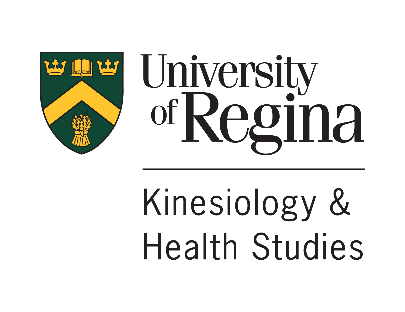 University
of Regina
Kinesiology &
Health Studies